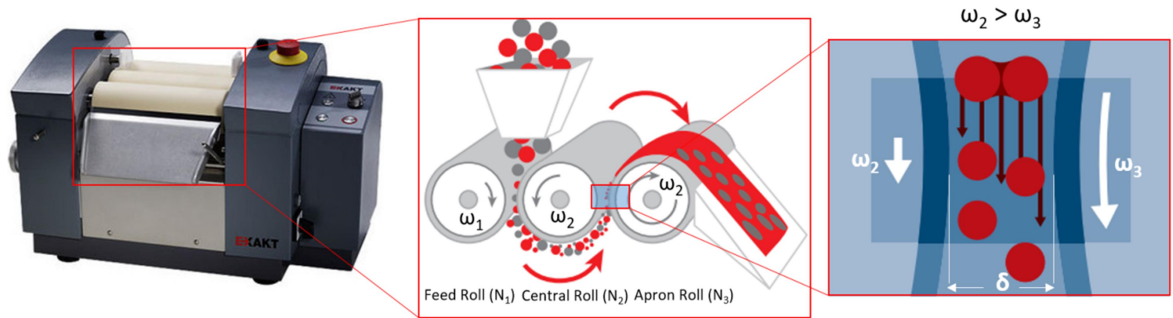 EXAKT
EXAKT
ω₁
ω₂
ω₂
Feed Roll (N₁) Central Roll (N₂) Apron Roll (N₃)
ω₂ > ω₃
ω₂
ω₃
δ